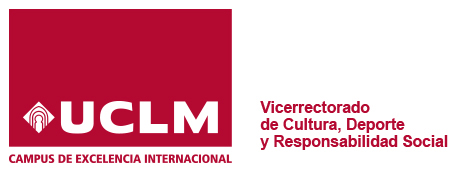 UCLM
CAMPUS DE EXCELENCIA INTERNACIONAL
Vicerrectorado
de Cultura, Deporte
y Responsabilidad Social